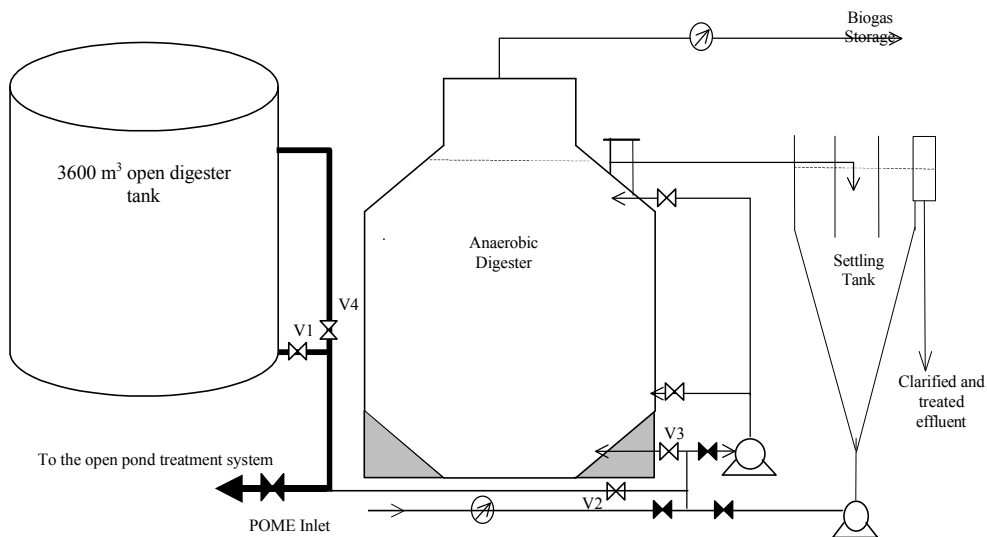 Biogas
Storage
3600 m³ open digester
tank
Anaerobic
Digester
Settling
Tank
V4
V1
Clarified and
treated
effluent
V3
To the open pond treatment system
V2
POME Inlet